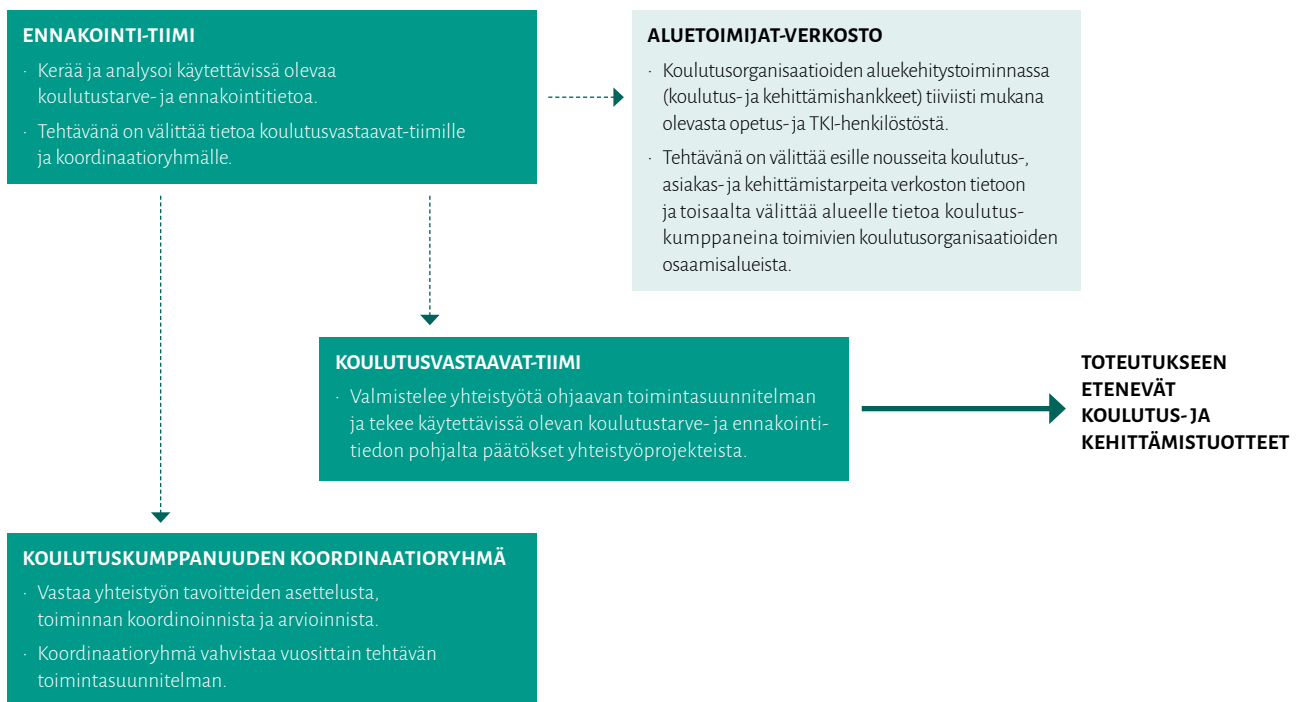 ENNAKOINTI-TIIMI
· Kerää ja analysoi käytettävissä olevaa
koulutustarve- ja ennakointitietoa.
· Tehtävänä on välittää tietoa koulutusvastaavat-tiimille
ja koordinaatioryhmälle.
ALUETOIMIJAT-VERKOSTO
· Koulutusorganisaatioiden aluekehitystoiminnassa
(koulutus- ja kehittämishankkeet) tiiviisti mukana
olevasta opetus- ja TKI-henkilöstöstä.
· Tehtävänä on välittää esille nousseita koulutus-,
asiakas- ja kehittämistarpeita verkoston tietoon
ja toisaalta välittää alueelle tietoa koulutus-
kumppaneina toimivien koulutusorganisaatioiden
osaamisalueista.
KOULUTUSVASTAAVAT-TIIMI
· Valmistelee yhteistyötä ohjaavan toimintasuunnitelman
ja tekee käytettävissä olevan koulutustarve- ja ennakointi-
tiedon pohjalta päätökset yhteistyöprojekteista.
TOTEUTUKSEEN
ETENEVÄT
KOULUTUS- JA
KEHITTÄMISTUOTTEET
KOULUTUSKUMPPANUUDEN KOORDINAATIORYHMÄ
· Vastaa yhteistyön tavoitteiden asettelusta,
toiminnan koordinoinnista ja arvioinnista.
· Koordinaatioryhmä vahvistaa vuosittain tehtävän
toimintasuunnitelman.